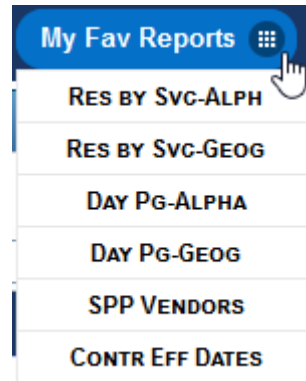 My Fav Reports
Res by Svc-Alph
Res by Svc-Geog
Day Pg-Alpha
Day Pg-Geog
SPP Vendors
Contr Eff Dates